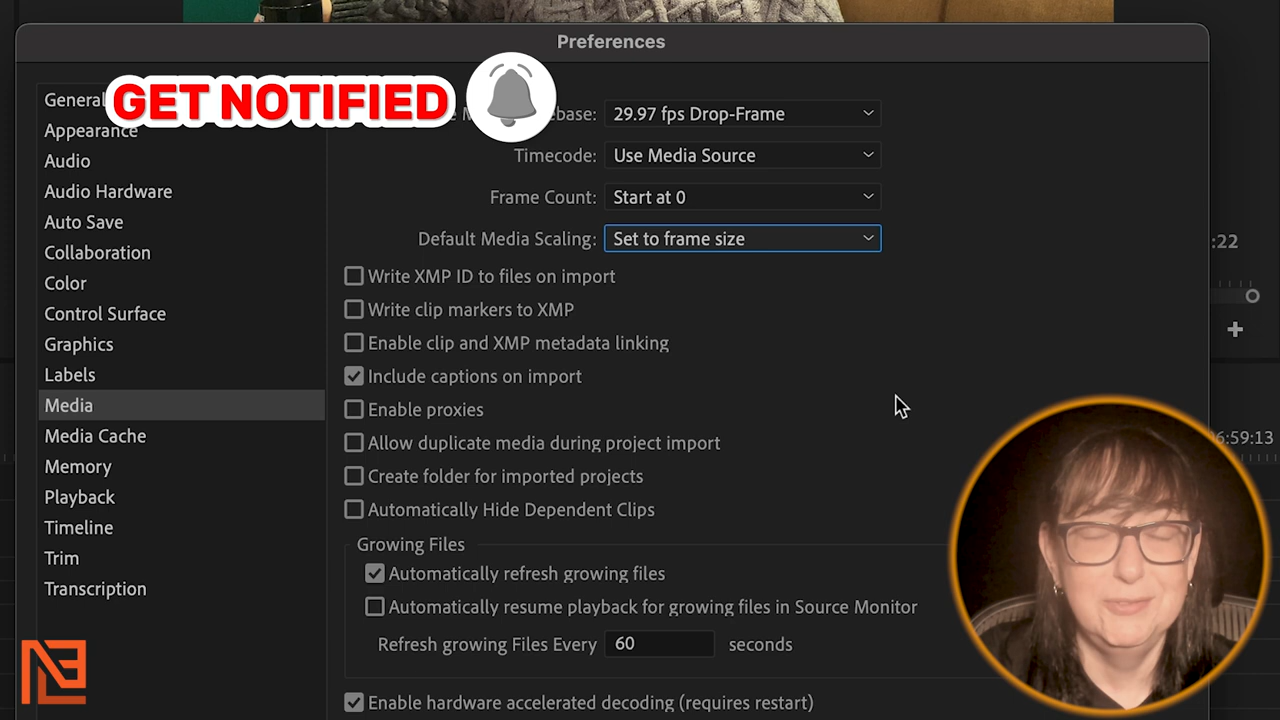 Preferences
General
GET NOTIFIED
Appearance
Audio
Audio Hardware
Auto Save
Collaboration
Color
Control Surface
Graphics
Labels
Media
Media Cache
Memory
Playback
Timeline
Trim
Transcription
ebase: 29.97 fps Drop-Frame
Timecode: Use Media Source
Frame Count: Start at 0
Default Media Scaling: Set to frame size
Write XMP ID to files on import
Write clip markers to XMP
Enable clip and XMP metadata linking
Include captions on import
Enable proxies
Allow duplicate media during project import
Create folder for imported projects
Automatically Hide Dependent Clips
Growing Files
Automatically refresh growing files
Automatically resume playback for growing files in Source Monitor
Refresh growing Files Every 60 seconds
Enable hardware accelerated decoding (requires restart)
:22
6:59:13